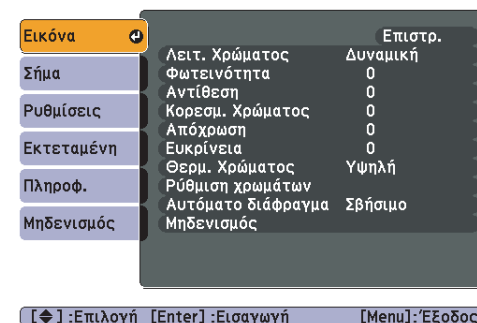 Εικόνα
Σήμα
Ρυθμίσεις
Εκτεταμένη
Πληροφ.
Μηδενισμός
Επιστρ.
Λειτ. Χρώματος Δυναμική
Φωτεινότητα 0
Αντίθεση 0
Κορεσμ. Χρώματος 0
Απόχρωση 0
Ευκρίνεια 0
Θερμ. Χρώματος Υψηλή
Ρύθμιση χρωμάτων
Αυτόματο διάφραγμα Σβήσιμο
Μηδενισμός
[◆] :Επιλογή [Enter] :Εισαγωγή [Menu]:Έξοδος